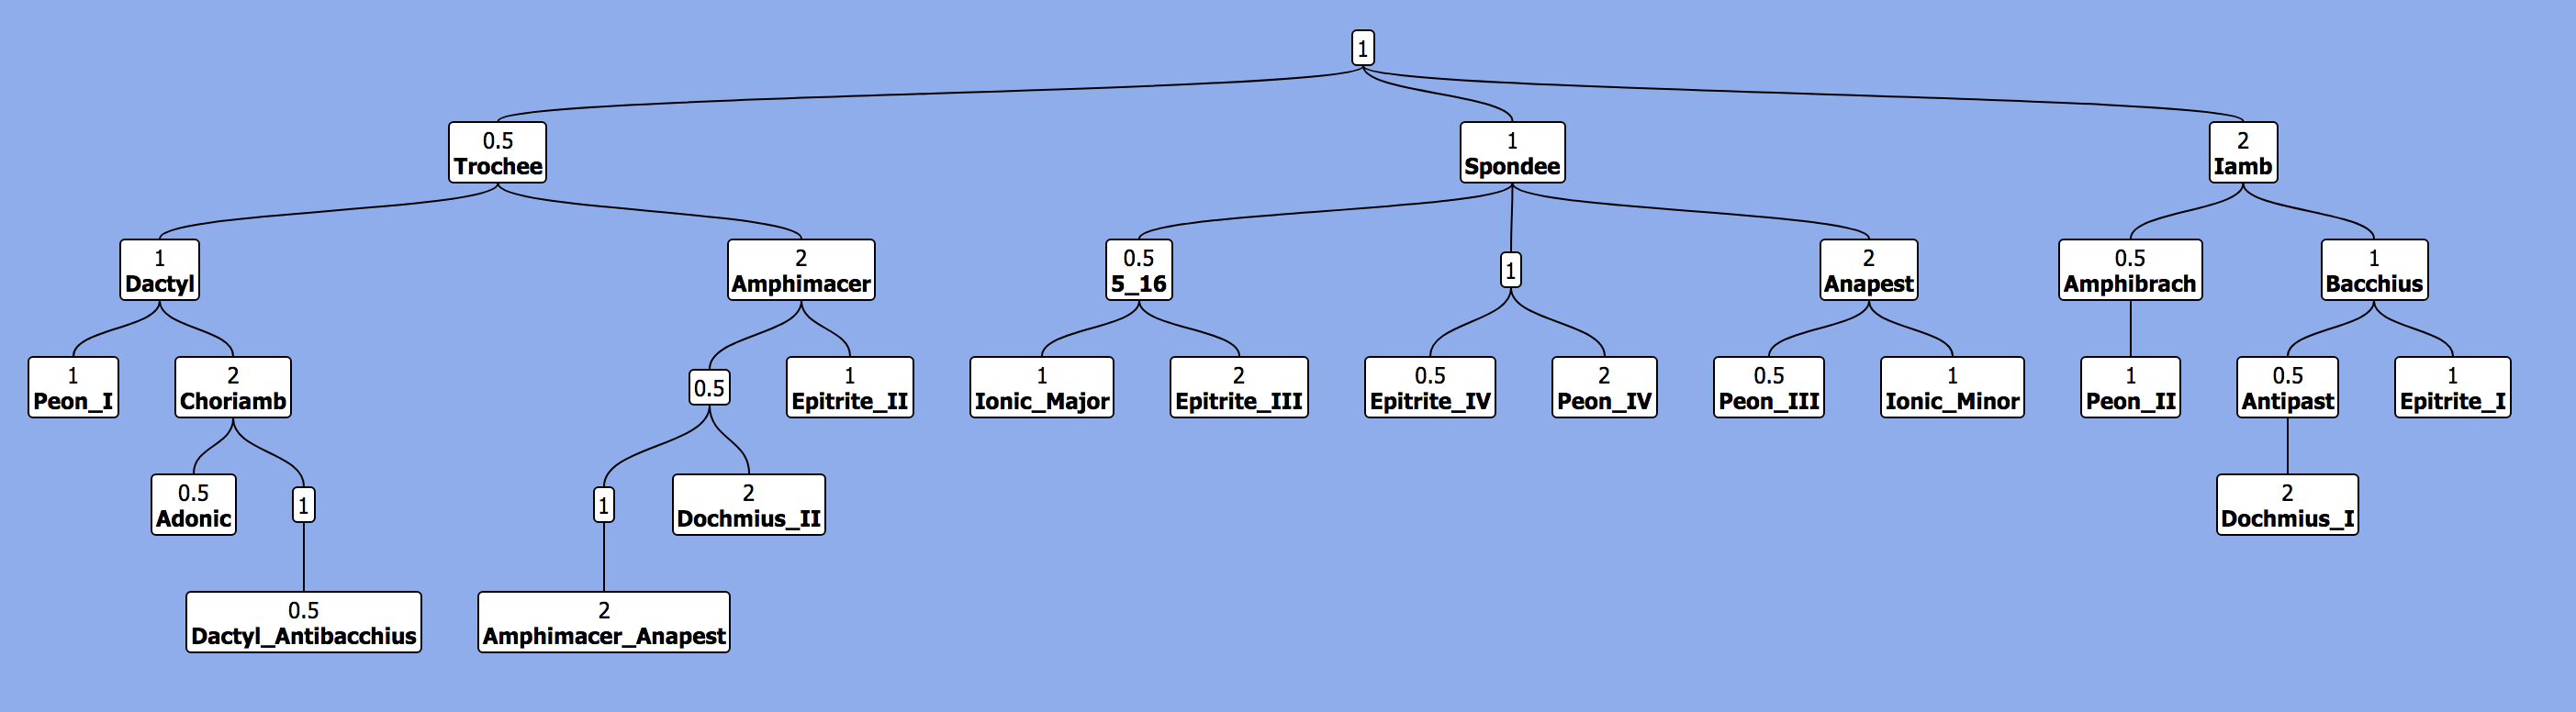 1
0.5
Trochee
1
Spondee
2
Iamb
1
Dactyl
2
Amphimacer
0.5
5_16
1
2
Anapest
0.5
Amphibrach
1
Bacchius
1
Peon_I
2
Choriamb
0.5
1
Epitrite_II
1
Ionic_Major
2
Epitrite_III
0.5
Epitrite_IV
2
Peon_IV
0.5
Peon_III
1
Ionic_Minor
1
Peon_II
0.5
Antipast
1
Epitrite_I
0.5
Adonic
1
1
2
Dochmius_II
2
Dochmius_I
0.5
Dactyl_Antibacchius
2
Amphimacer_Anapest